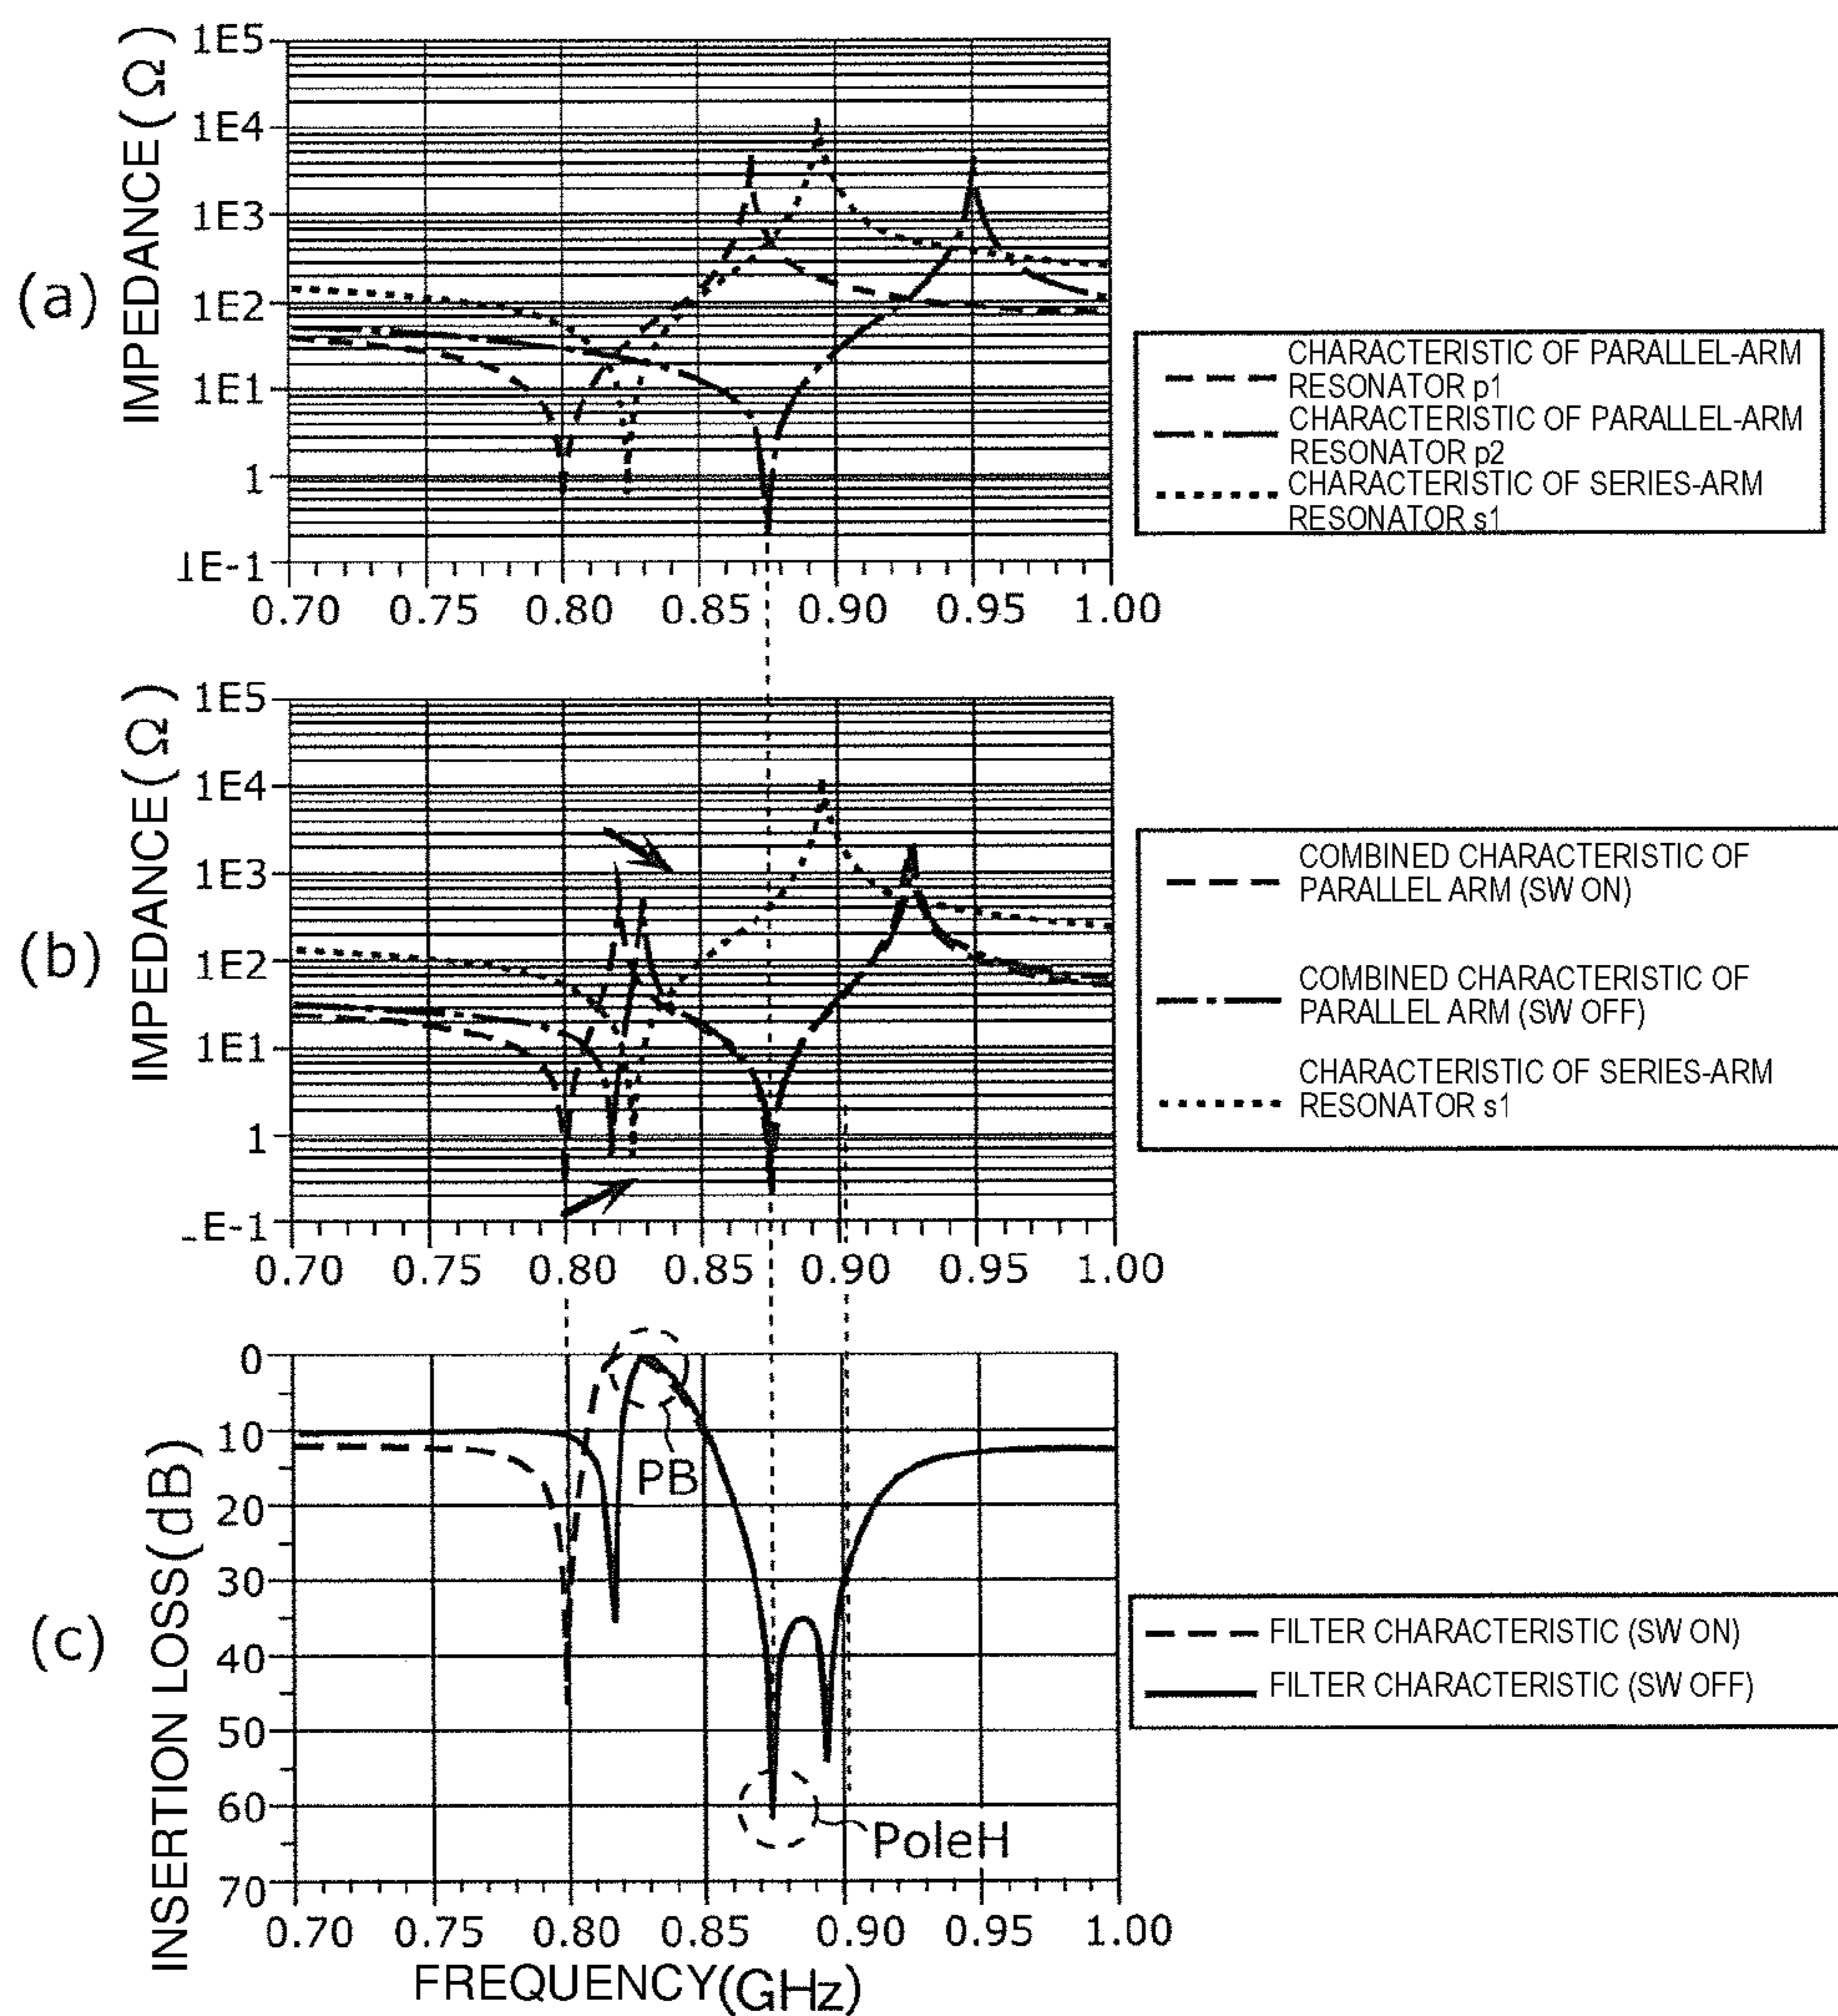 (a)
IMPEDANCE(Ω)
1E5
1E4
1E3
1E2
1E1
1
1E-1
0.70 0.75 0.80 0.85 0.90 0.95 1.00
CHARACTERISTIC OF PARALLEL-ARM
RESONATOR p1
CHARACTERISTIC OF PARALLEL-ARM
RESONATOR p2
CHARACTERISTIC OF SERIES-ARM
RESONATOR s1
(b)
IMPEDANCE(Ω)
1E5
1E4
1E3
1E2
1E1
1
1E-1
0.70 0.75 0.80 0.85 0.90 0.95 1.00
COMBINED CHARACTERISTIC OF
PARALLEL ARM (SW ON)
COMBINED CHARACTERISTIC OF
PARALLEL ARM (SW OFF)
CHARACTERISTIC OF SERIES-ARM
RESONATOR s1
(c)
INSERTION LOSS(dB)
0
10
20
30
40
50
60
70
PB
PoleH
0.70 0.75 0.80 0.85 0.90 0.95 1.00
FREQUENCY(GHz)
FILTER CHARACTERISTIC (SW ON)
FILTER CHARACTERISTIC (SW OFF)